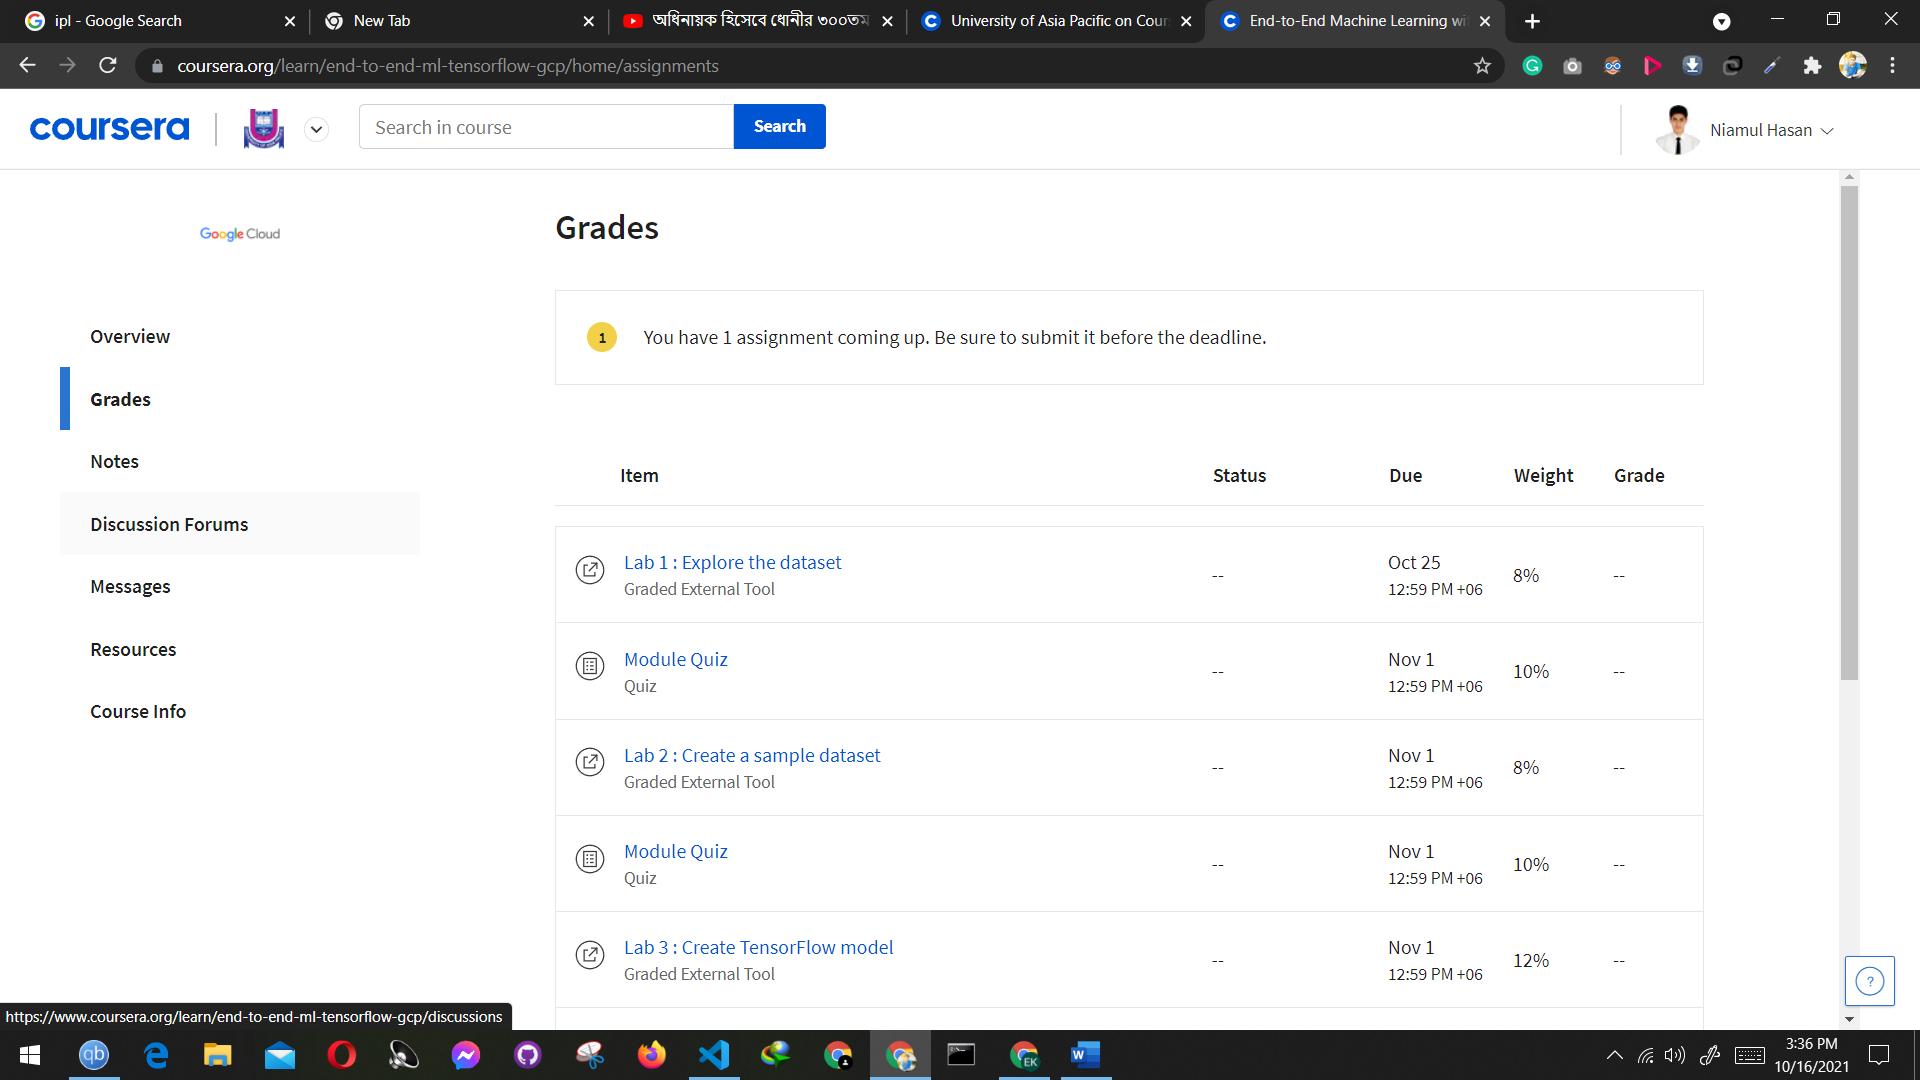 ipl - Google Search
New Tab
অধিনায়ক হিসেবে ধোনীর ৩০০তম
University of Asia Pacific on Cour
End-to-End Machine Learning wi
coursera.org/learn/end-to-end-ml-tensorflow-gcp/home/assignments
coursera
Search in course
Search
Niamul Hasan
Google Cloud
Overview
Grades
Notes
Discussion Forums
Messages
Resources
Course Info
Grades
1 You have 1 assignment coming up. Be sure to submit it before the deadline.
Item Status Due Weight Grade
Lab 1 : Explore the dataset
Graded External Tool
--
Oct 25
12:59 PM +06
8%
--
Module Quiz
Quiz
--
Nov 1
12:59 PM +06
10%
--
Lab 2 : Create a sample dataset
Graded External Tool
--
Nov 1
12:59 PM +06
8%
--
Module Quiz
Quiz
--
Nov 1
12:59 PM +06
10%
--
Lab 3 : Create TensorFlow model
Graded External Tool
--
Nov 1
12:59 PM +06
12%
--
?
https://www.coursera.org/learn/end-to-end-ml-tensorflow-gcp/discussions
qb
EK
W
3:36 PM
10/16/2021